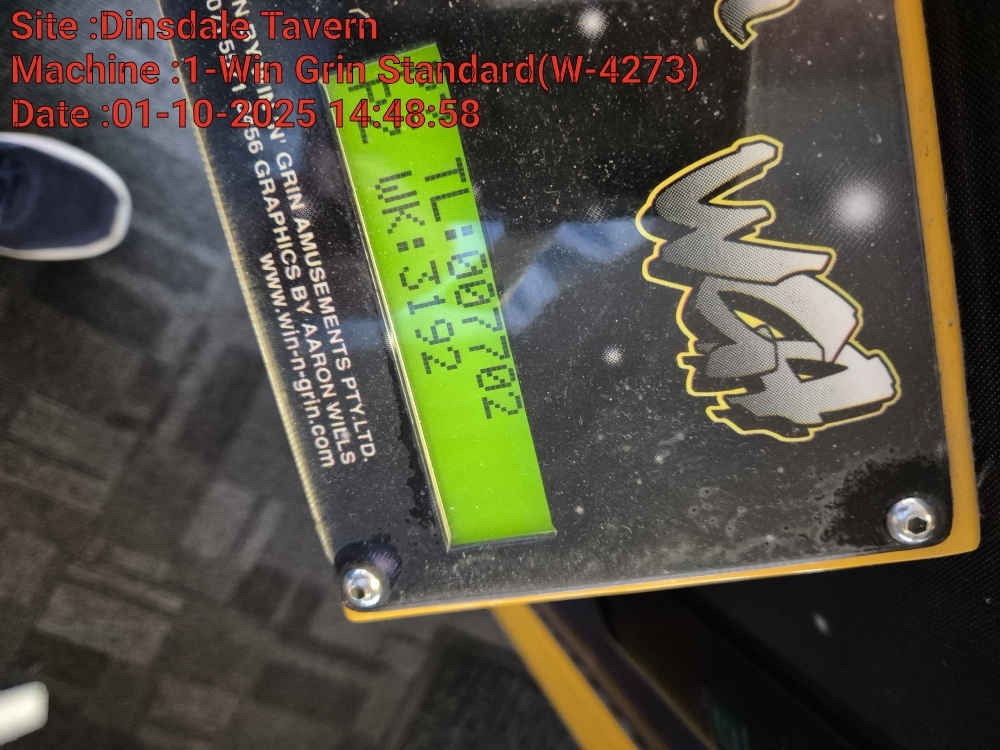 Site :Dinsdale Tavern
Machine :1-Win Grin Standard(W-4273)
Date :01-10-2025 14:48:58
TL:007702
WK:3192
GRIN AMUSEMENTS PTY.LTD.
GRAPHICS BY AARON WILLS
www.win-n-grin.com